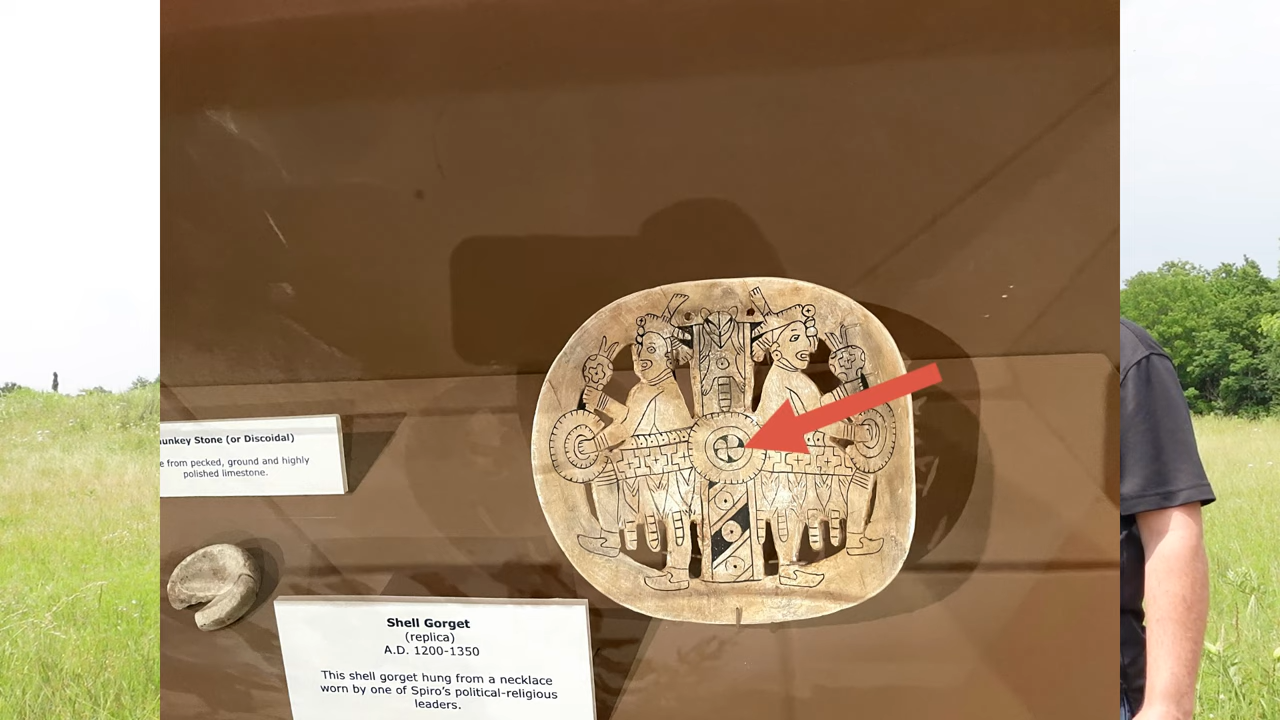 unkey Stone (or Discoidal)
e from pecked, ground and highly
polished limestone.
Shell Gorget
(replica)
A.D. 1200-1350
This shell gorget hung from a necklace
worn by one of Spiro's political-religious
leaders.